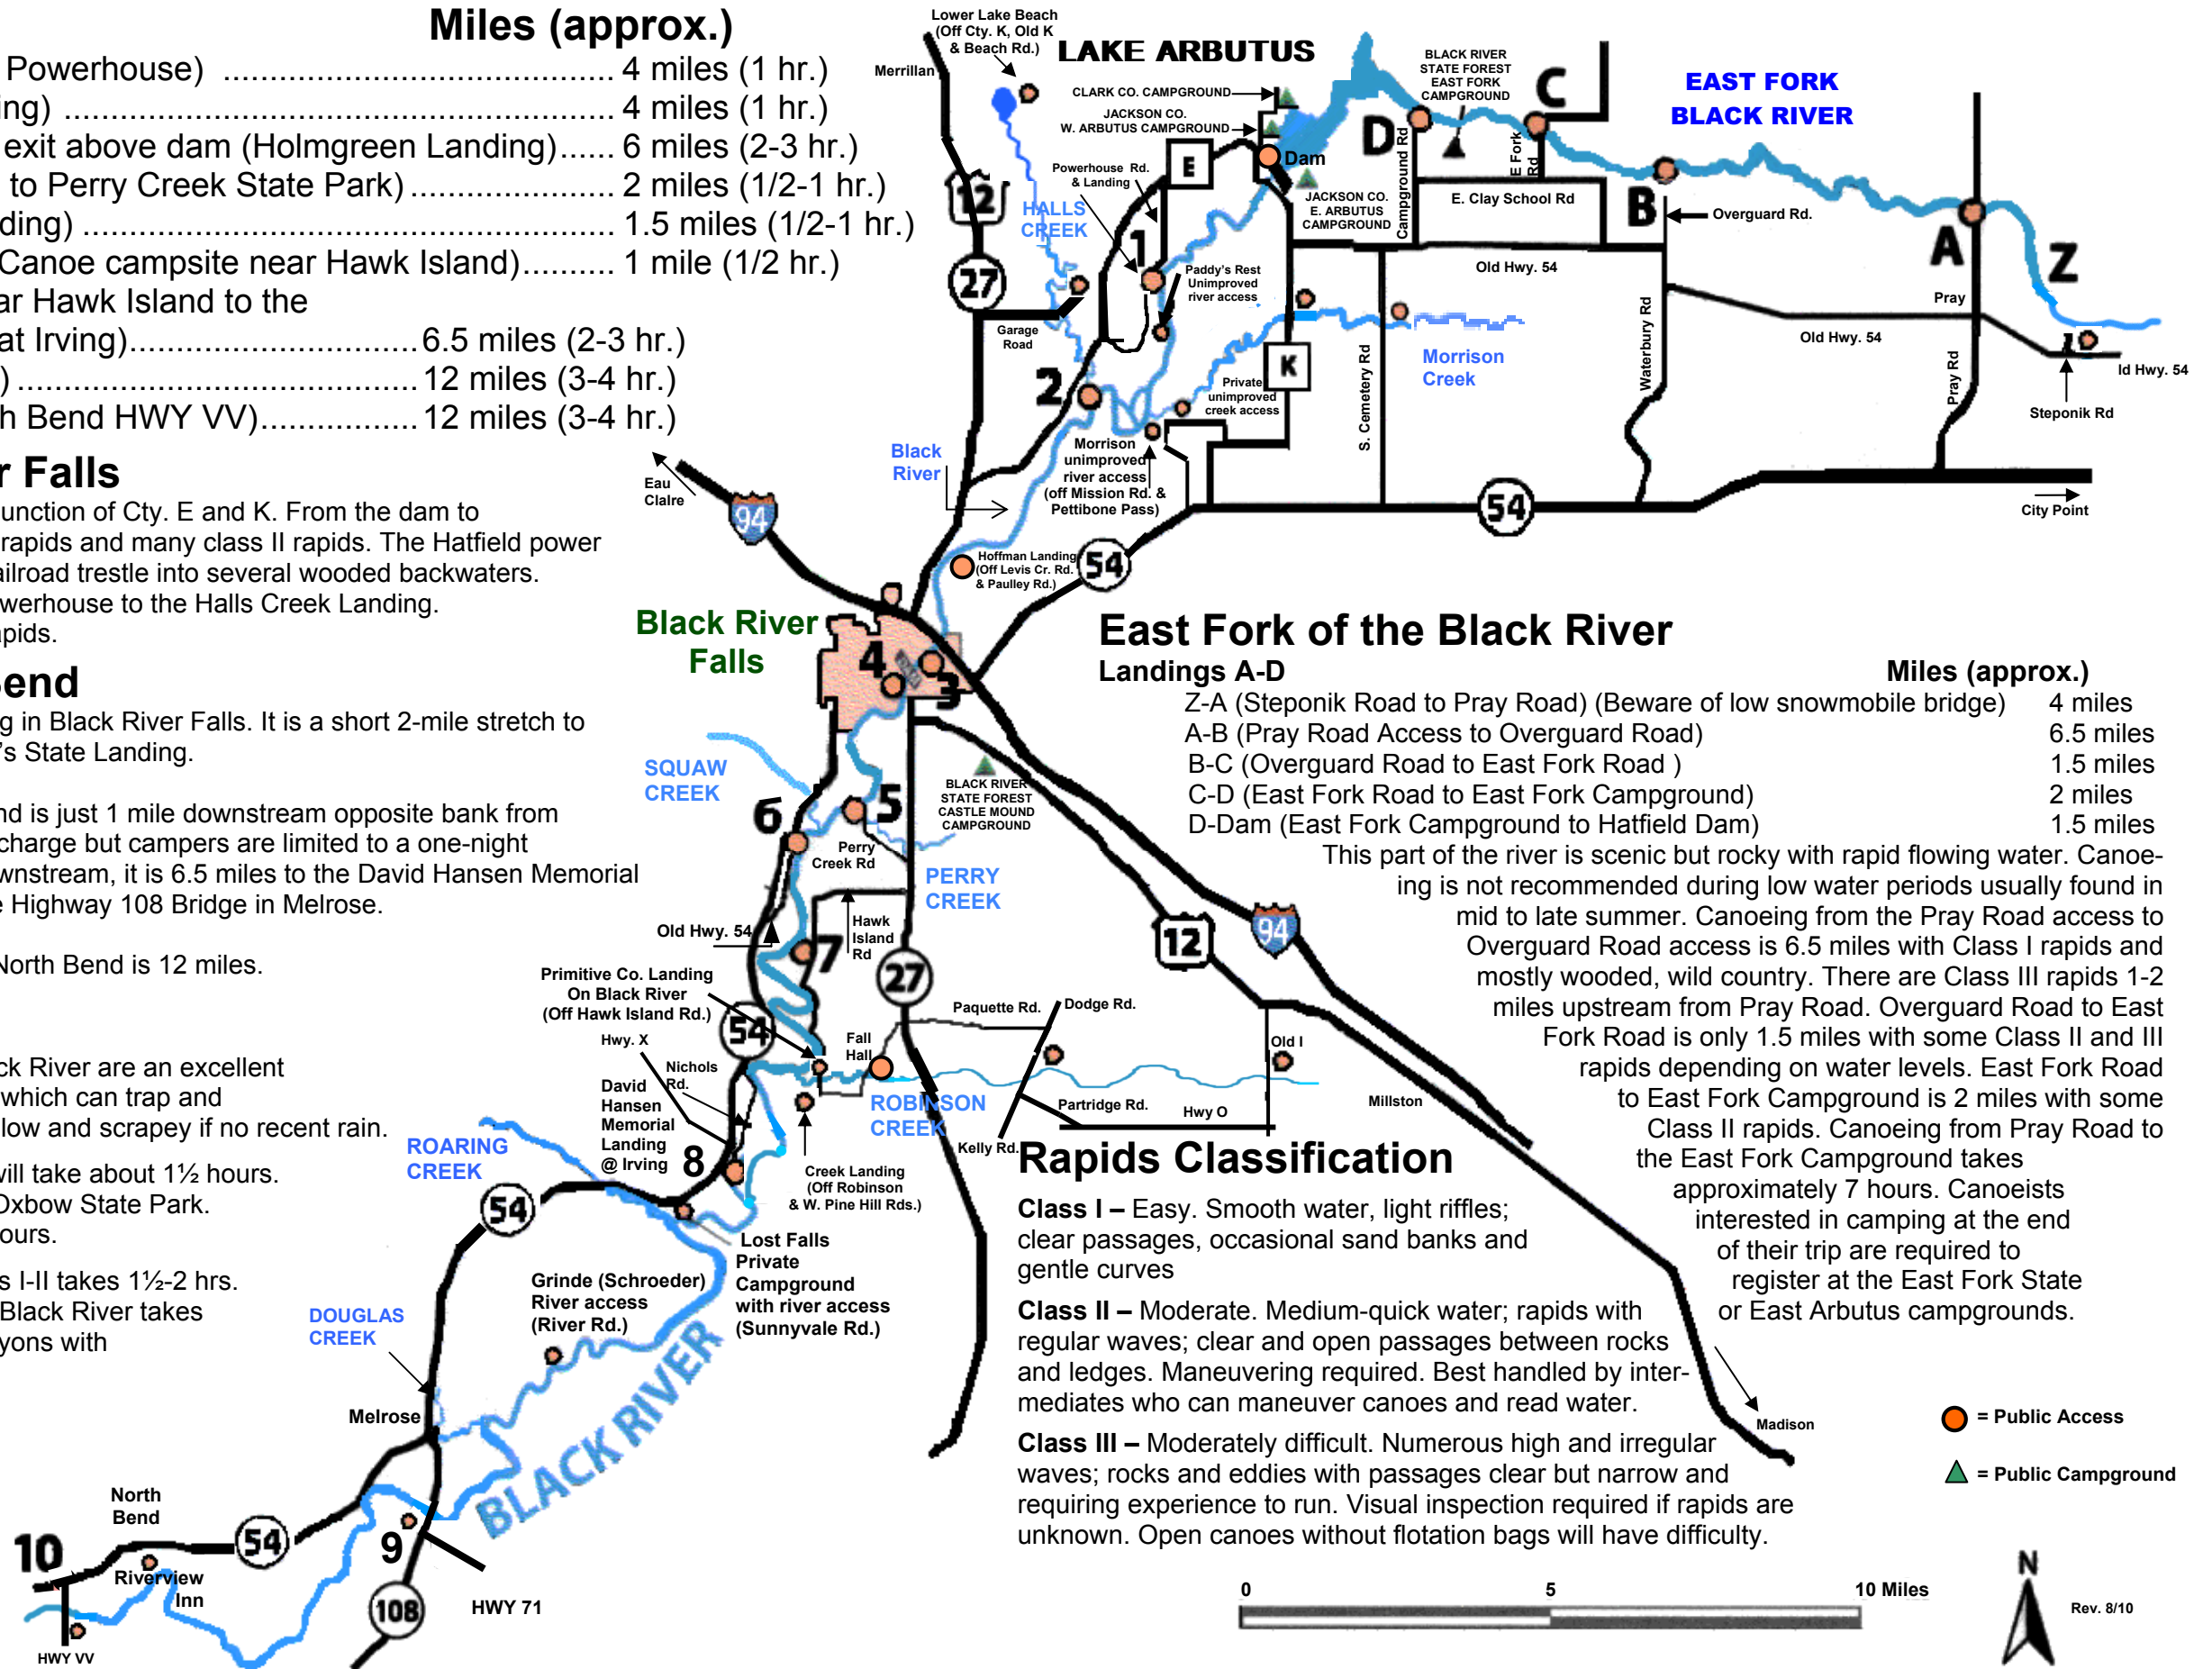 Miles (approx.)
Powerhouse) ......................................... 4 miles (1 hr.)
ing) .......................................................... 4 miles (1 hr.)
exit above dam (Holmgreen Landing)...... 6 miles (2-3 hr.)
to Perry Creek State Park)...................... 2 miles (1/2-1 hr.)
ding) ........................................................ 1.5 miles (1/2-1 hr.)
Canoe campsite near Hawk Island).......... 1 mile (1/2 hr.)
ar Hawk Island to the
at Irving)...............................6.5 miles (2-3 hr.)
) ...........................................12 miles (3-4 hr.)
h Bend HWY VV).................12 miles (3-4 hr.)
r Falls
unction of Cty. E and K. From the dam to
rapids and many class II rapids. The Hatfield power
ailroad trestle into several wooded backwaters.
owerhouse to the Halls Creek Landing.
apids.
Bend
g in Black River Falls. It is a short 2-mile stretch to
's State Landing.
nd is just 1 mile downstream opposite bank from
charge but campers are limited to a one-night
wnstream, it is 6.5 miles to the David Hansen Memorial
e Highway 108 Bridge in Melrose.
North Bend is 12 miles.
ck River are an excellent
which can trap and
low and scrapey if no recent rain.
will take about 1½ hours.
Oxbow State Park.
ours.
s I-II takes 1½-2 hrs.
Black River takes
yons with
Lower Lake Beach
(Off Cty. K, Old K
& Beach Rd.)
LAKE ARBUTUS
Merrillan
CLARK CO. CAMPGROUND
JACKSON CO.
W. ARBUTUS CAMPGROUND
BLACK RIVER
STATE FOREST
EAST FORK
CAMPGROUND
C
EAST FORK
BLACK RIVER
D
Dam
E
Powerhouse Rd.
& Landing
JACKSON CO.
E. ARBUTUS
CAMPGROUND
Campground Rd
E Fork
Rd
E. Clay School Rd
B
Overguard Rd.
A
Z
12
HALLS
CREEK
1
27
Paddy's Rest
Unimproved
river access
Old Hwy. 54
Pray
Garage
Road
K
S. Cemetery Rd
Morrison
Creek
Waterbury Rd
Old Hwy. 54
Pray Rd
ld Hwy. 54
Steponik Rd
2
Private
unimproved
creek access
Black
River
Morrison
unimproved
river access
(off Mission Rd. &
Pettibone Pass)
54
City Point
Eau
Claire
94
Hoffman Landing
(Off Levis Cr. Rd.
& Paulley Rd.)
54
Black River
Falls
4
3
SQUAW
CREEK
6
5
BLACK RIVER
STATE FOREST
CASTLE MOUND
CAMPGROUND
Perry
Creek Rd
PERRY
CREEK
Old Hwy. 54
7
Hawk
Island
Rd
12
94
27
Primitive Co. Landing
On Black River
(Off Hawk Island Rd.)
54
Hwy. X
Nichols
Rd.
Fall
Hall
Paquette Rd.
Dodge Rd.
Old I
David
Hansen
Memorial
Landing
@ Irving
8
ROBINSON
CREEK
Partridge Rd.
Hwy O
Millston
Kelly Rd.
ROARING
CREEK
Creek Landing
(Off Robinson
& W. Pine Hill Rds.)
54
Lost Falls
Private
Campground
with river access
(Sunnyvale Rd.)
Grinde (Schroeder)
River access
(River Rd.)
DOUGLAS
CREEK
BLACK RIVER
Melrose
North
Bend
54
10
Riverview
Inn
9
108
HWY 71
HWY VV
East Fork of the Black River
Landings A-D Miles (approx.)
Z-A (Steponik Road to Pray Road) (Beware of low snowmobile bridge) 4 miles
A-B (Pray Road Access to Overguard Road) 6.5 miles
B-C (Overguard Road to East Fork Road ) 1.5 miles
C-D (East Fork Road to East Fork Campground) 2 miles
D-Dam (East Fork Campground to Hatfield Dam) 1.5 miles
This part of the river is scenic but rocky with rapid flowing water. Canoe-
ing is not recommended during low water periods usually found in
mid to late summer. Canoeing from the Pray Road access to
Overguard Road access is 6.5 miles with Class I rapids and
mostly wooded, wild country. There are Class III rapids 1-2
miles upstream from Pray Road. Overguard Road to East
Fork Road is only 1.5 miles with some Class II and III
rapids depending on water levels. East Fork Road
to East Fork Campground is 2 miles with some
Class II rapids. Canoeing from Pray Road to
the East Fork Campground takes
approximately 7 hours. Canoeists
interested in camping at the end
of their trip are required to
register at the East Fork State
or East Arbutus campgrounds.
Rapids Classification
Class I – Easy. Smooth water, light riffles;
clear passages, occasional sand banks and
gentle curves
Class II – Moderate. Medium-quick water; rapids with
regular waves; clear and open passages between rocks
and ledges. Maneuvering required. Best handled by inter-
mediates who can maneuver canoes and read water.
Class III – Moderately difficult. Numerous high and irregular
waves; rocks and eddies with passages clear but narrow and
requiring experience to run. Visual inspection required if rapids are
unknown. Open canoes without flotation bags will have difficulty.
Madison
= Public Access
= Public Campground
0 5 10 Miles
N
Rev. 8/10